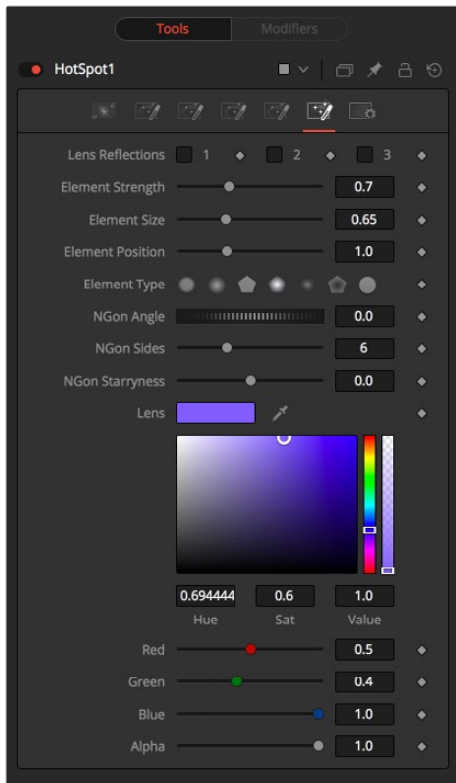 Tools Modifiers
HotSpot1
Lens Reflections 1 2 3
Element Strength 0.7
Element Size 0.65
Element Position 1.0
Element Type
NGon Angle 0.0
NGon Sides 6
NGon Starryness 0.0
Lens
0.694444 0.6 1.0
Hue Sat Value
Red 0.5
Green 0.4
Blue 1.0
Alpha 1.0